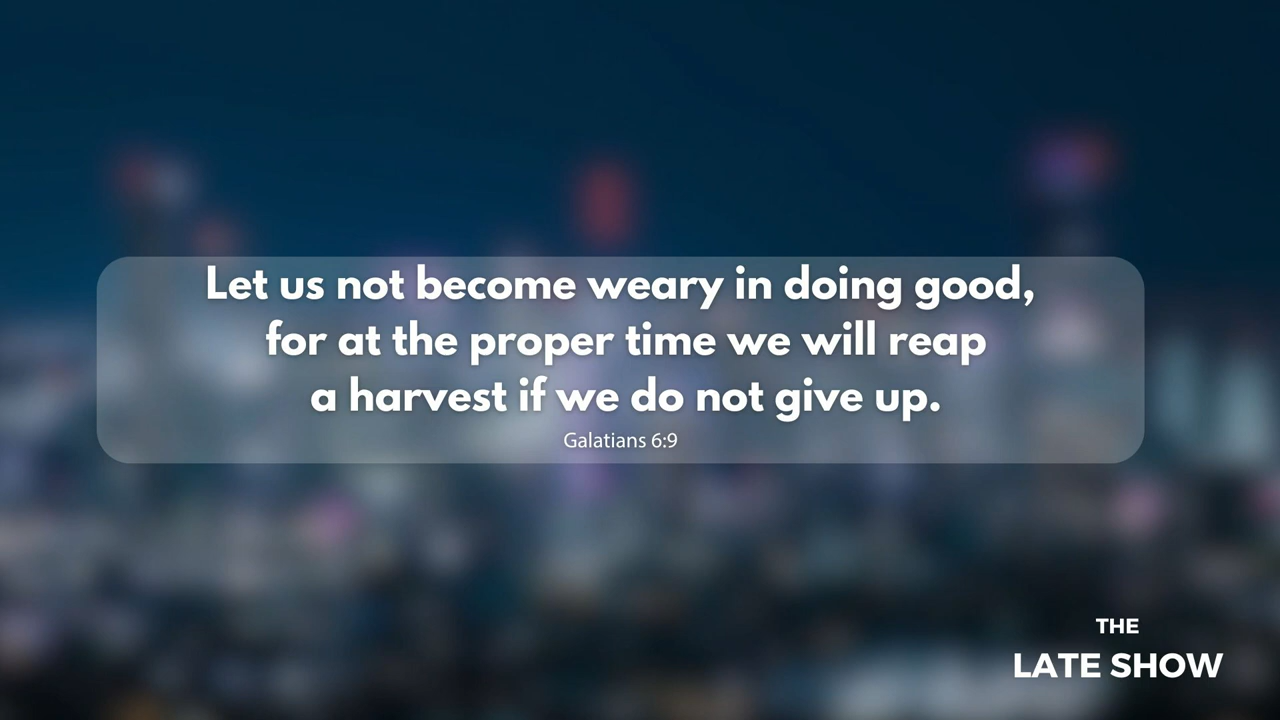 Let us not become weary in doing good,
for at the proper time we will reap
a harvest if we do not give up.
Galatians 6:9
THE
LATE SHOW